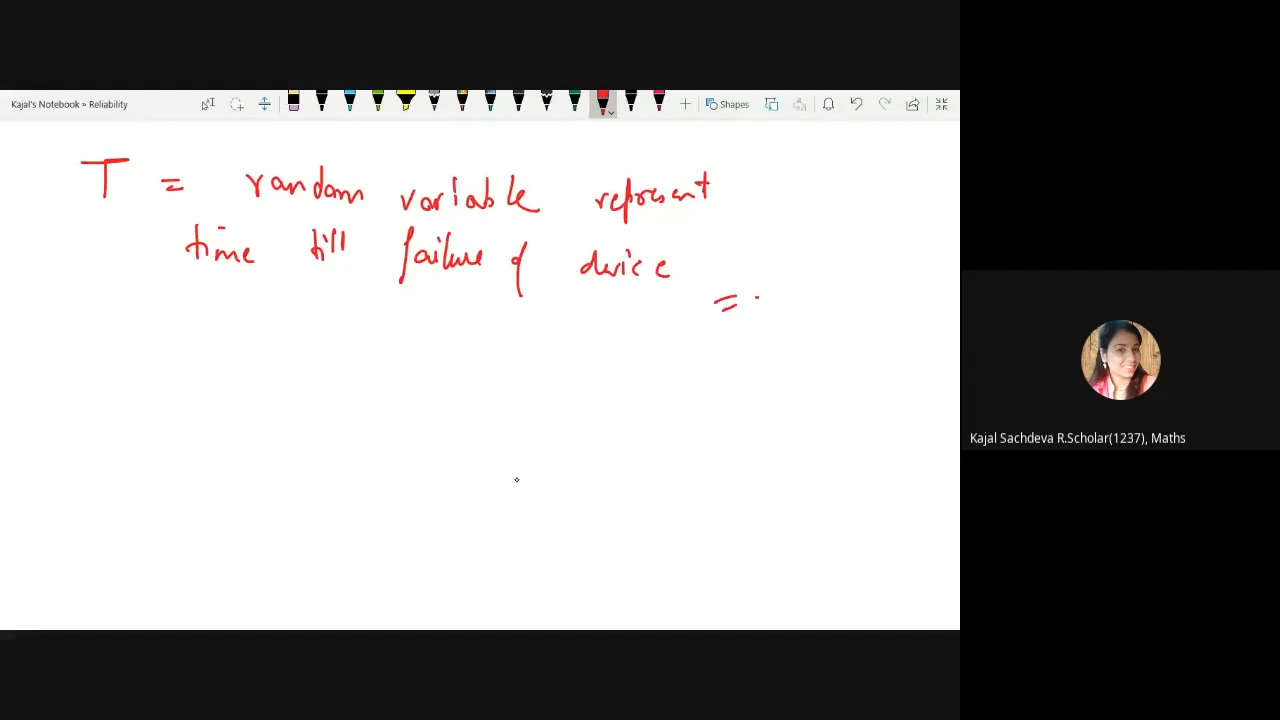 Kajal's Notebook » Reliability
Shapes
T = random variable represent
time till failure of device
=
Kajal Sachdeva R.Scholar(1237), Maths